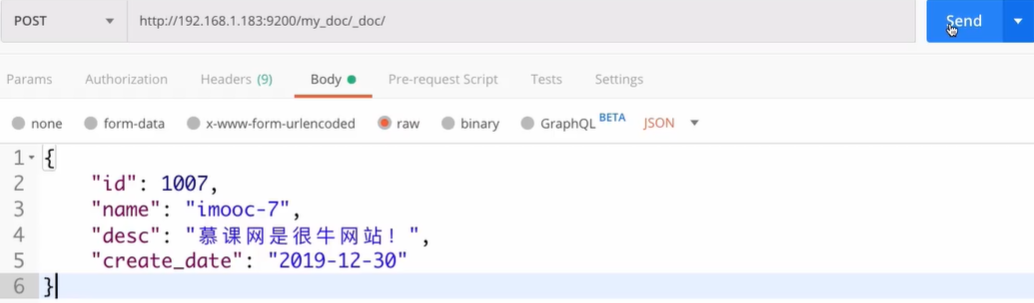 POST http://192.168.1.183:9200/my_doc/_doc/ Send
Params Authorization Headers (9) Body Pre-request Script Tests Settings
none form-data x-www-form-urlencoded raw binary GraphQL BETA JSON
1 {
2 "id": 1007,
3 "name": "imooc-7",
4 "desc": "慕课网是很牛网站！",
5 "create_date": "2019-12-30"
6 }